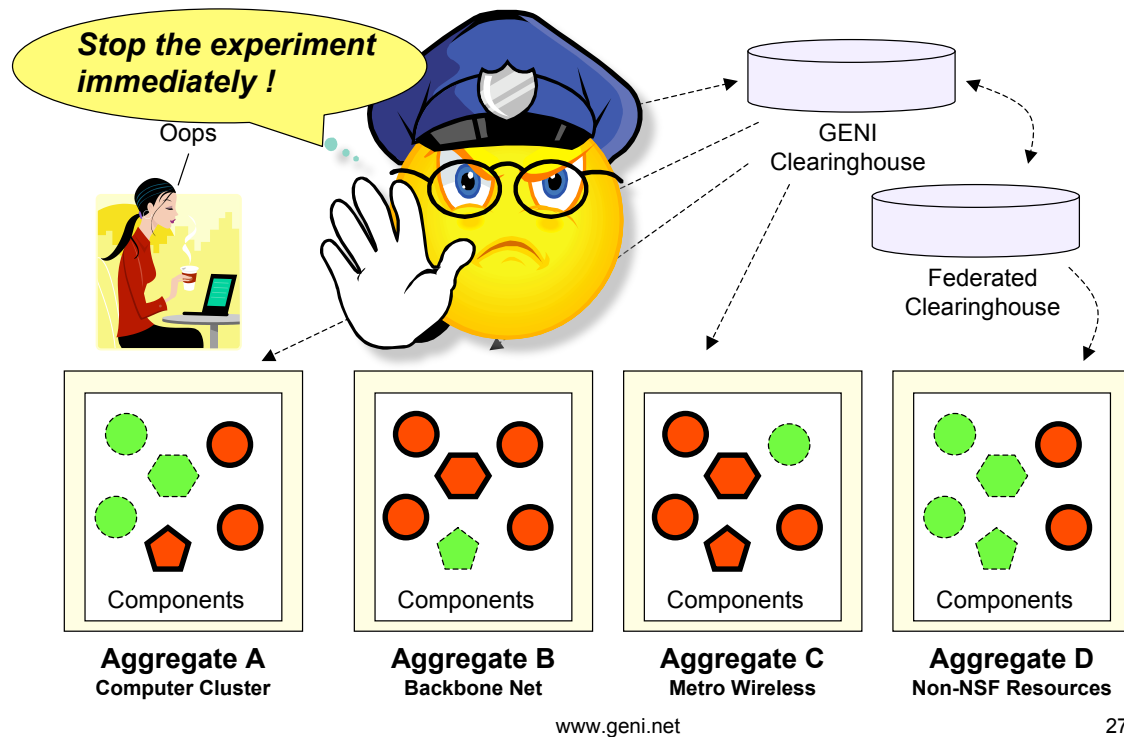 Stop the experiment
immediately !
Oops
GENI
Clearinghouse
Federated
Clearinghouse
Components
Components
Components
Components
Aggregate A
Computer Cluster
Aggregate B
Backbone Net
Aggregate C
Metro Wireless
Aggregate D
Non-NSF Resources
www.geni.net
27